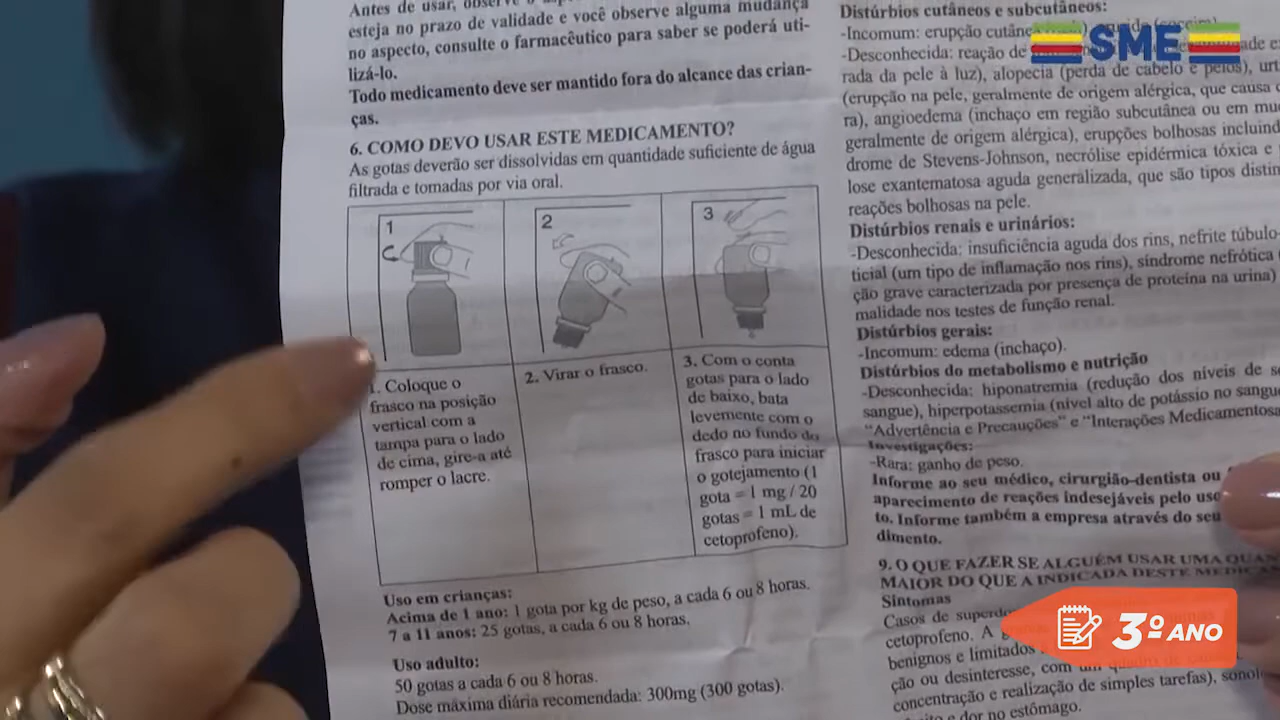 Antes de usar, observe o
esteja no prazo de validade e você observe alguma mudança
no aspecto, consulte o farmacêutico para saber se poderá uti-
lizá-lo.
Todo medicamento deve ser mantido fora do alcance das crian-
ças.
6. COMO DEVO USAR ESTE MEDICAMENTO?
As gotas deverão ser dissolvidas em quantidade suficiente de água
filtrada e tomadas por via oral.
1
2
3
1. Coloque o
frasco na posição
vertical com a
tampa para o lado
de cima, gire-a até
romper o lacre.
2. Virar o frasco.
3. Com o conta
gotas para o lado
de baixo, bata
levemente com o
dedo no fundo do
frasco para iniciar
o gotejamento (1
gota = 1 mg / 20
gotas = 1 mL de
cetoprofeno).
Uso em crianças:
Acima de 1 ano: 1 gota por kg de peso, a cada 6 ou 8 horas.
7 a 11 anos: 25 gotas, a cada 6 ou 8 horas.
Uso adulto:
50 gotas a cada 6 ou 8 horas.
Dose máxima diária recomendada: 300mg (300 gotas).
Distúrbios cutâneos e subcutâneos:
-Incomum: erupção cutânea
-Desconhecida: reação de
rada da pele à luz), alopecia (perda de cabelo e pelos), urt
(erupção na pele, geralmente de origem alérgica, que causa
ra), angioedema (inchaço em região subcutânea ou em mu
geralmente de origem alérgica), erupções bolhosas incluind
drome de Stevens-Johnson, necrólise epidérmica tóxica e
lose exantematosa aguda generalizada, que são tipos distin
reações bolhosas na pele.
Distúrbios renais e urinários:
-Desconhecida: insuficiência aguda dos rins, nefrite túbulo-
ticial (um tipo de inflamação nos rins), síndrome nefrótica
ção grave caracterizada por presença de proteína na urina)
malidade nos testes de função renal.
Distúrbios gerais:
-Incomum: edema (inchaço).
Distúrbios do metabolismo e nutrição
-Desconhecida: hiponatremia (redução dos níveis de s
sangue), hiperpotassemia (nível alto de potássio no sangue
"Advertência e Precauções" e "Interações Medicamentosa
Investigações:
-Rara: ganho de peso.
Informe ao seu médico, cirurgião-dentista ou
aparecimento de reações indesejáveis pelo uso
to. Informe também a empresa através do seu
dimento.
9. O QUE FAZER SE ALGUÉM USAR UMA QUAN
MAIOR DO QUE A INDICADA DESTE MEDICA
Sintomas
Casos de superdo
cetoprofeno. A
benignos e limitados
ção ou desinteresse, com um
concentração e realização de simples tarefas), sonol
e dor no estômago.
SME
3º ANO